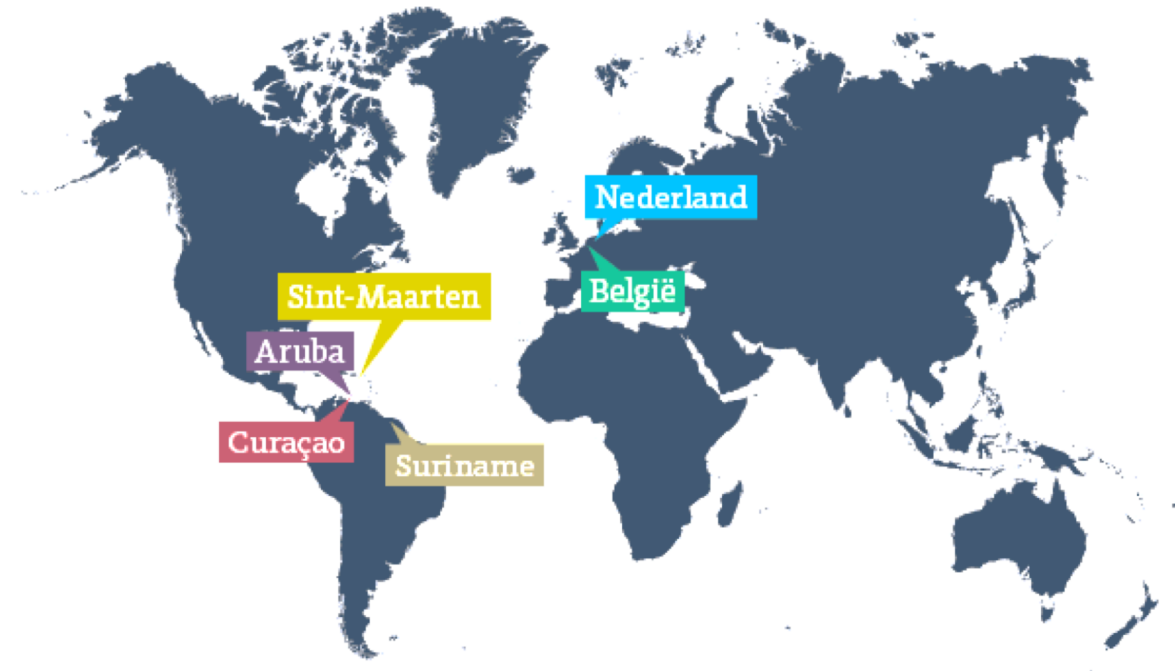 Nederland
België
Sint-Maarten
Aruba
Curaçao
Suriname